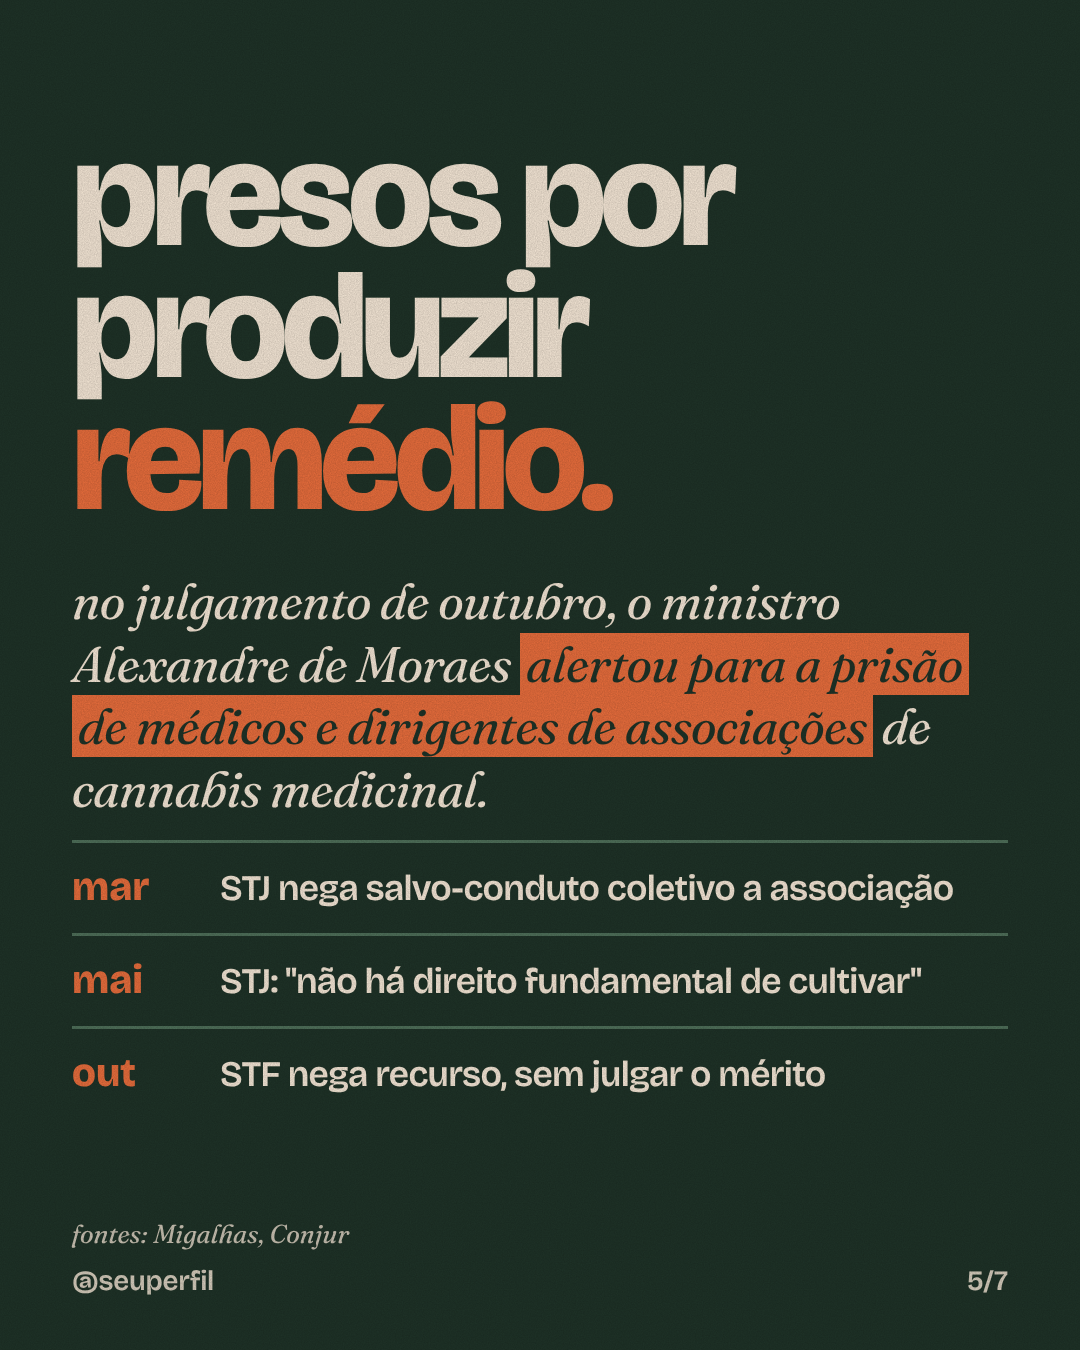 presos por
produzir
remédio.
no julgamento de outubro, o ministro
Alexandre de Moraes alertou para a prisão
de médicos e dirigentes de associações de
cannabis medicinal.
mar STJ nega salvo-conduto coletivo a associação
mai STJ: "não há direito fundamental de cultivar"
out STF nega recurso, sem julgar o mérito
fontes: Migalhas, Conjur
@seuperfil 5/7